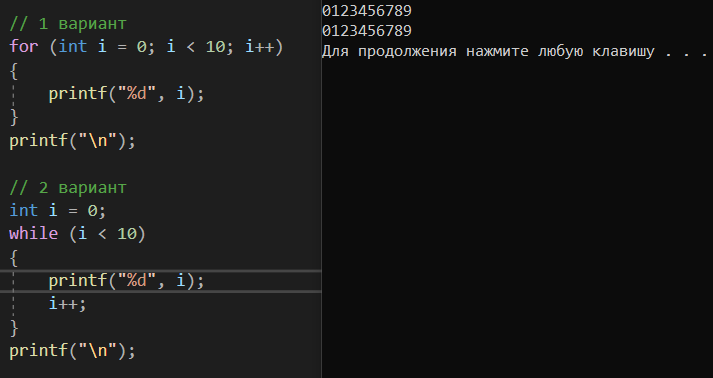 // 1 вариант
for (int i = 0; i < 10; i++)
{
    printf("%d", i);
}
printf("\n");

// 2 вариант
int i = 0;
while (i < 10)
{
    printf("%d", i);
    i++;
}
printf("\n");

0123456789
0123456789
Для продолжения нажмите любую клавишу . . .